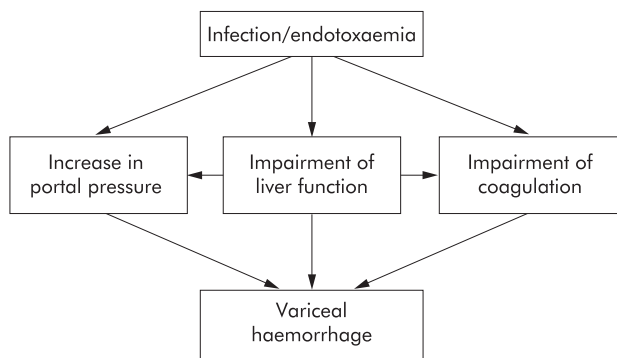 Infection/endotoxaemia
Increase in
portal pressure
Impairment of
liver function
Impairment of
coagulation
Variceal
haemorrhage